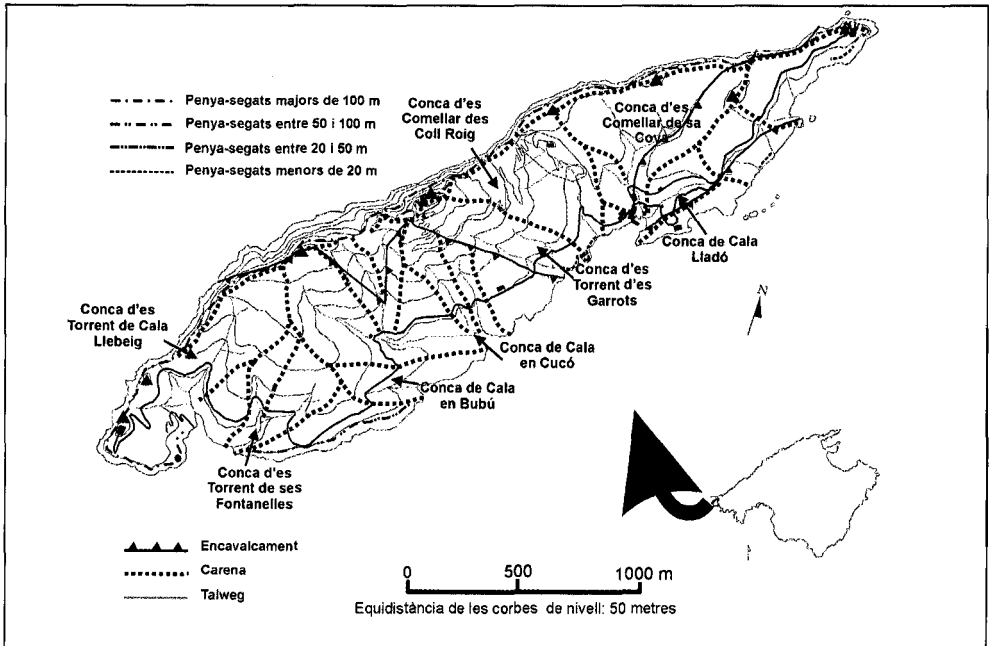 Penya-segats majors de 100 m
Penya-segats entre 50 i 100 m
Penya-segats entre 20 i 50 m
Penya-segats menors de 20 m
Conca d'es
Comellar des
Coll Roig
Conca d'es
Comellar de sa
Cova
Conca de Cala
Lladó
Conca d'es
Torrent d'es
Garrots
N
Conca d'es
Torrent de Cala
Llebeig
Conca de Cala
en Cucó
Conca de Cala
en Bubú
Conca d'es
Torrent de ses
Fontanelles
Encavalcament
Carena
Talweg
0 500 1000 m
Equidistància de les corbes de nivell: 50 metres